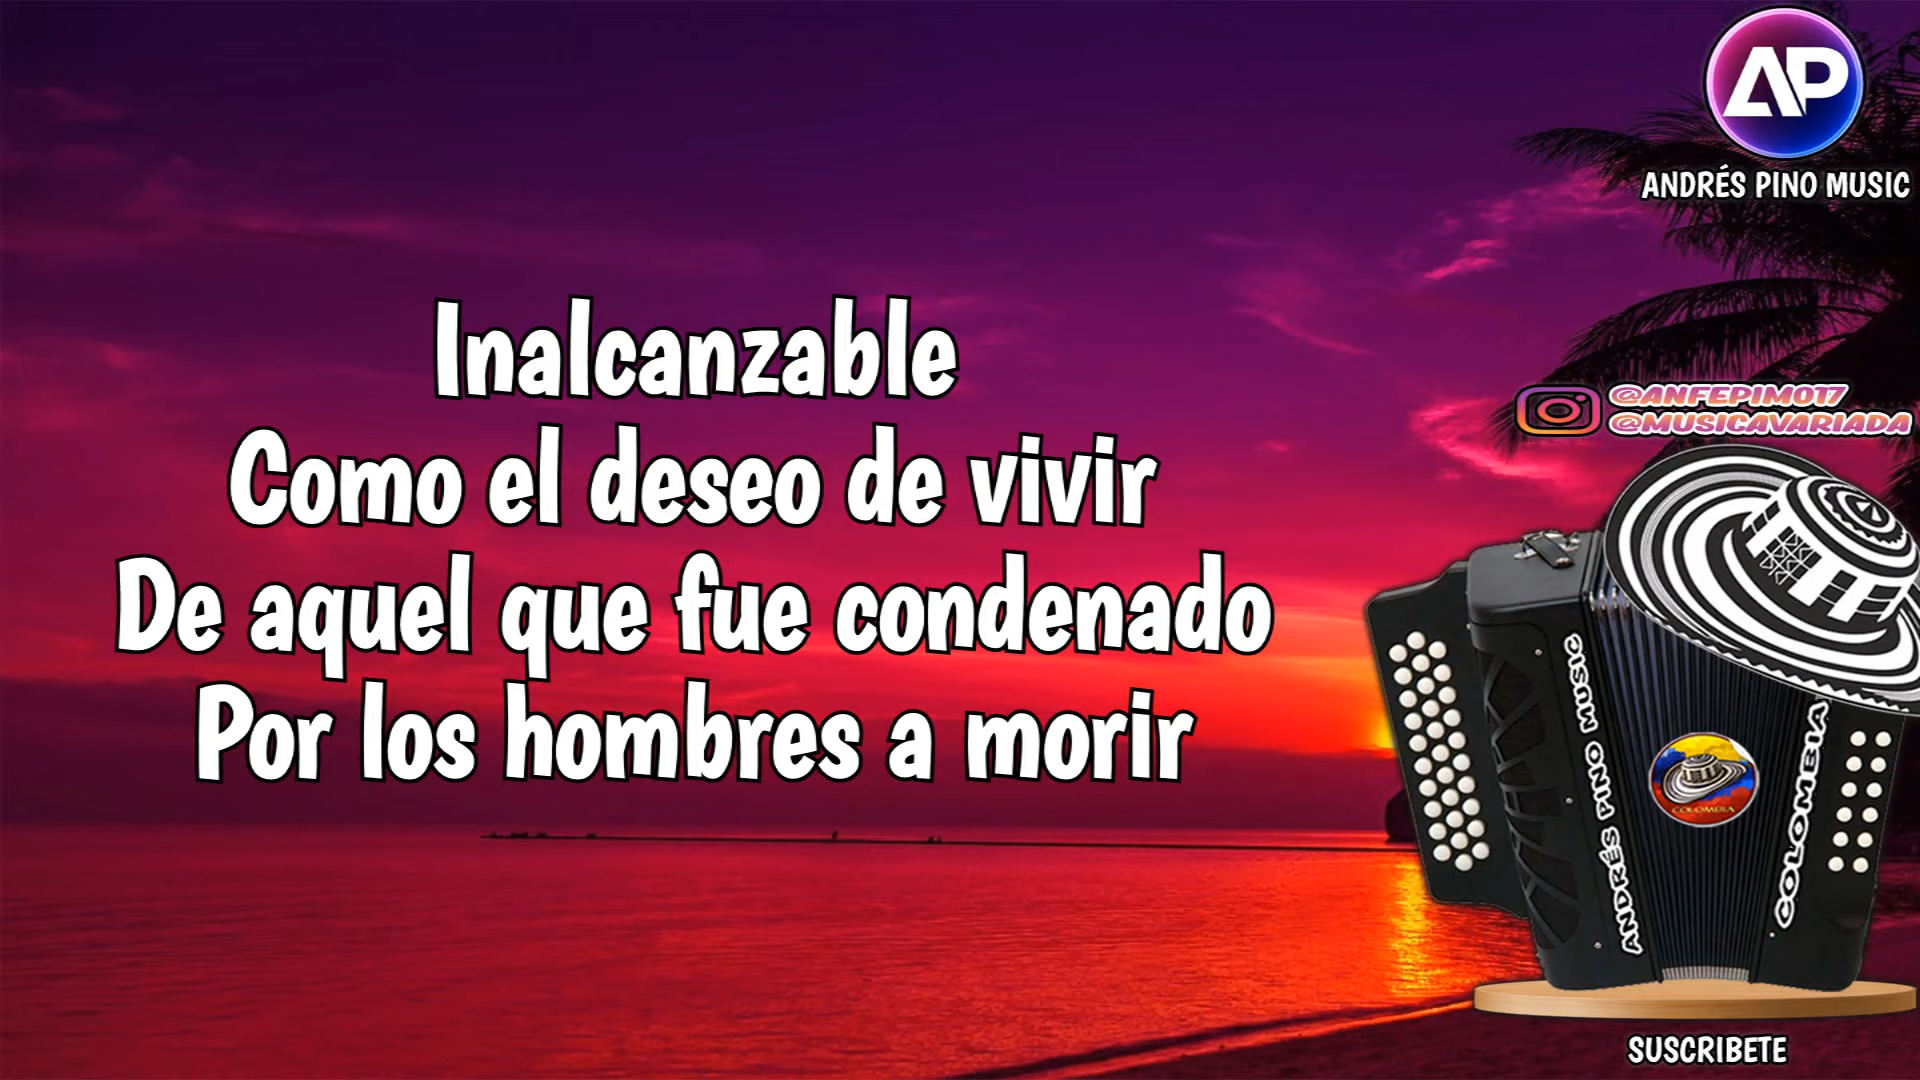 AP
ANDRÉS PINO MUSIC
Inalcanzable
Como el deseo de vivir
De aquel que fue condenado
Por los hombres a morir
@ANFEPIMO17
@MUSICAVARIADA
ANDRÉS PINO MUSIC
COLOMBIA
COLOMBIA
SUSCRIBETE